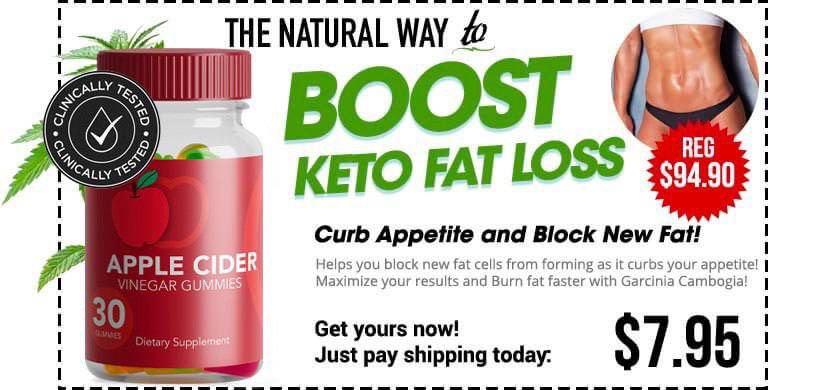 THE NATURAL WAY to
BOOST
KETO FAT LOSS
CLINICALLY TESTED
CLINICALLY TESTED
REG
$94.90
APPLE CIDER
VINEGAR GUMMIES
30
GUMMIES
Dietary Supplement
Curb Appetite and Block New Fat!
Helps you block new fat cells from forming as it curbs your appetite!
Maximize your results and Burn fat faster with Garcinia Cambogia!
Get yours now!
Just pay shipping today:
$7.95